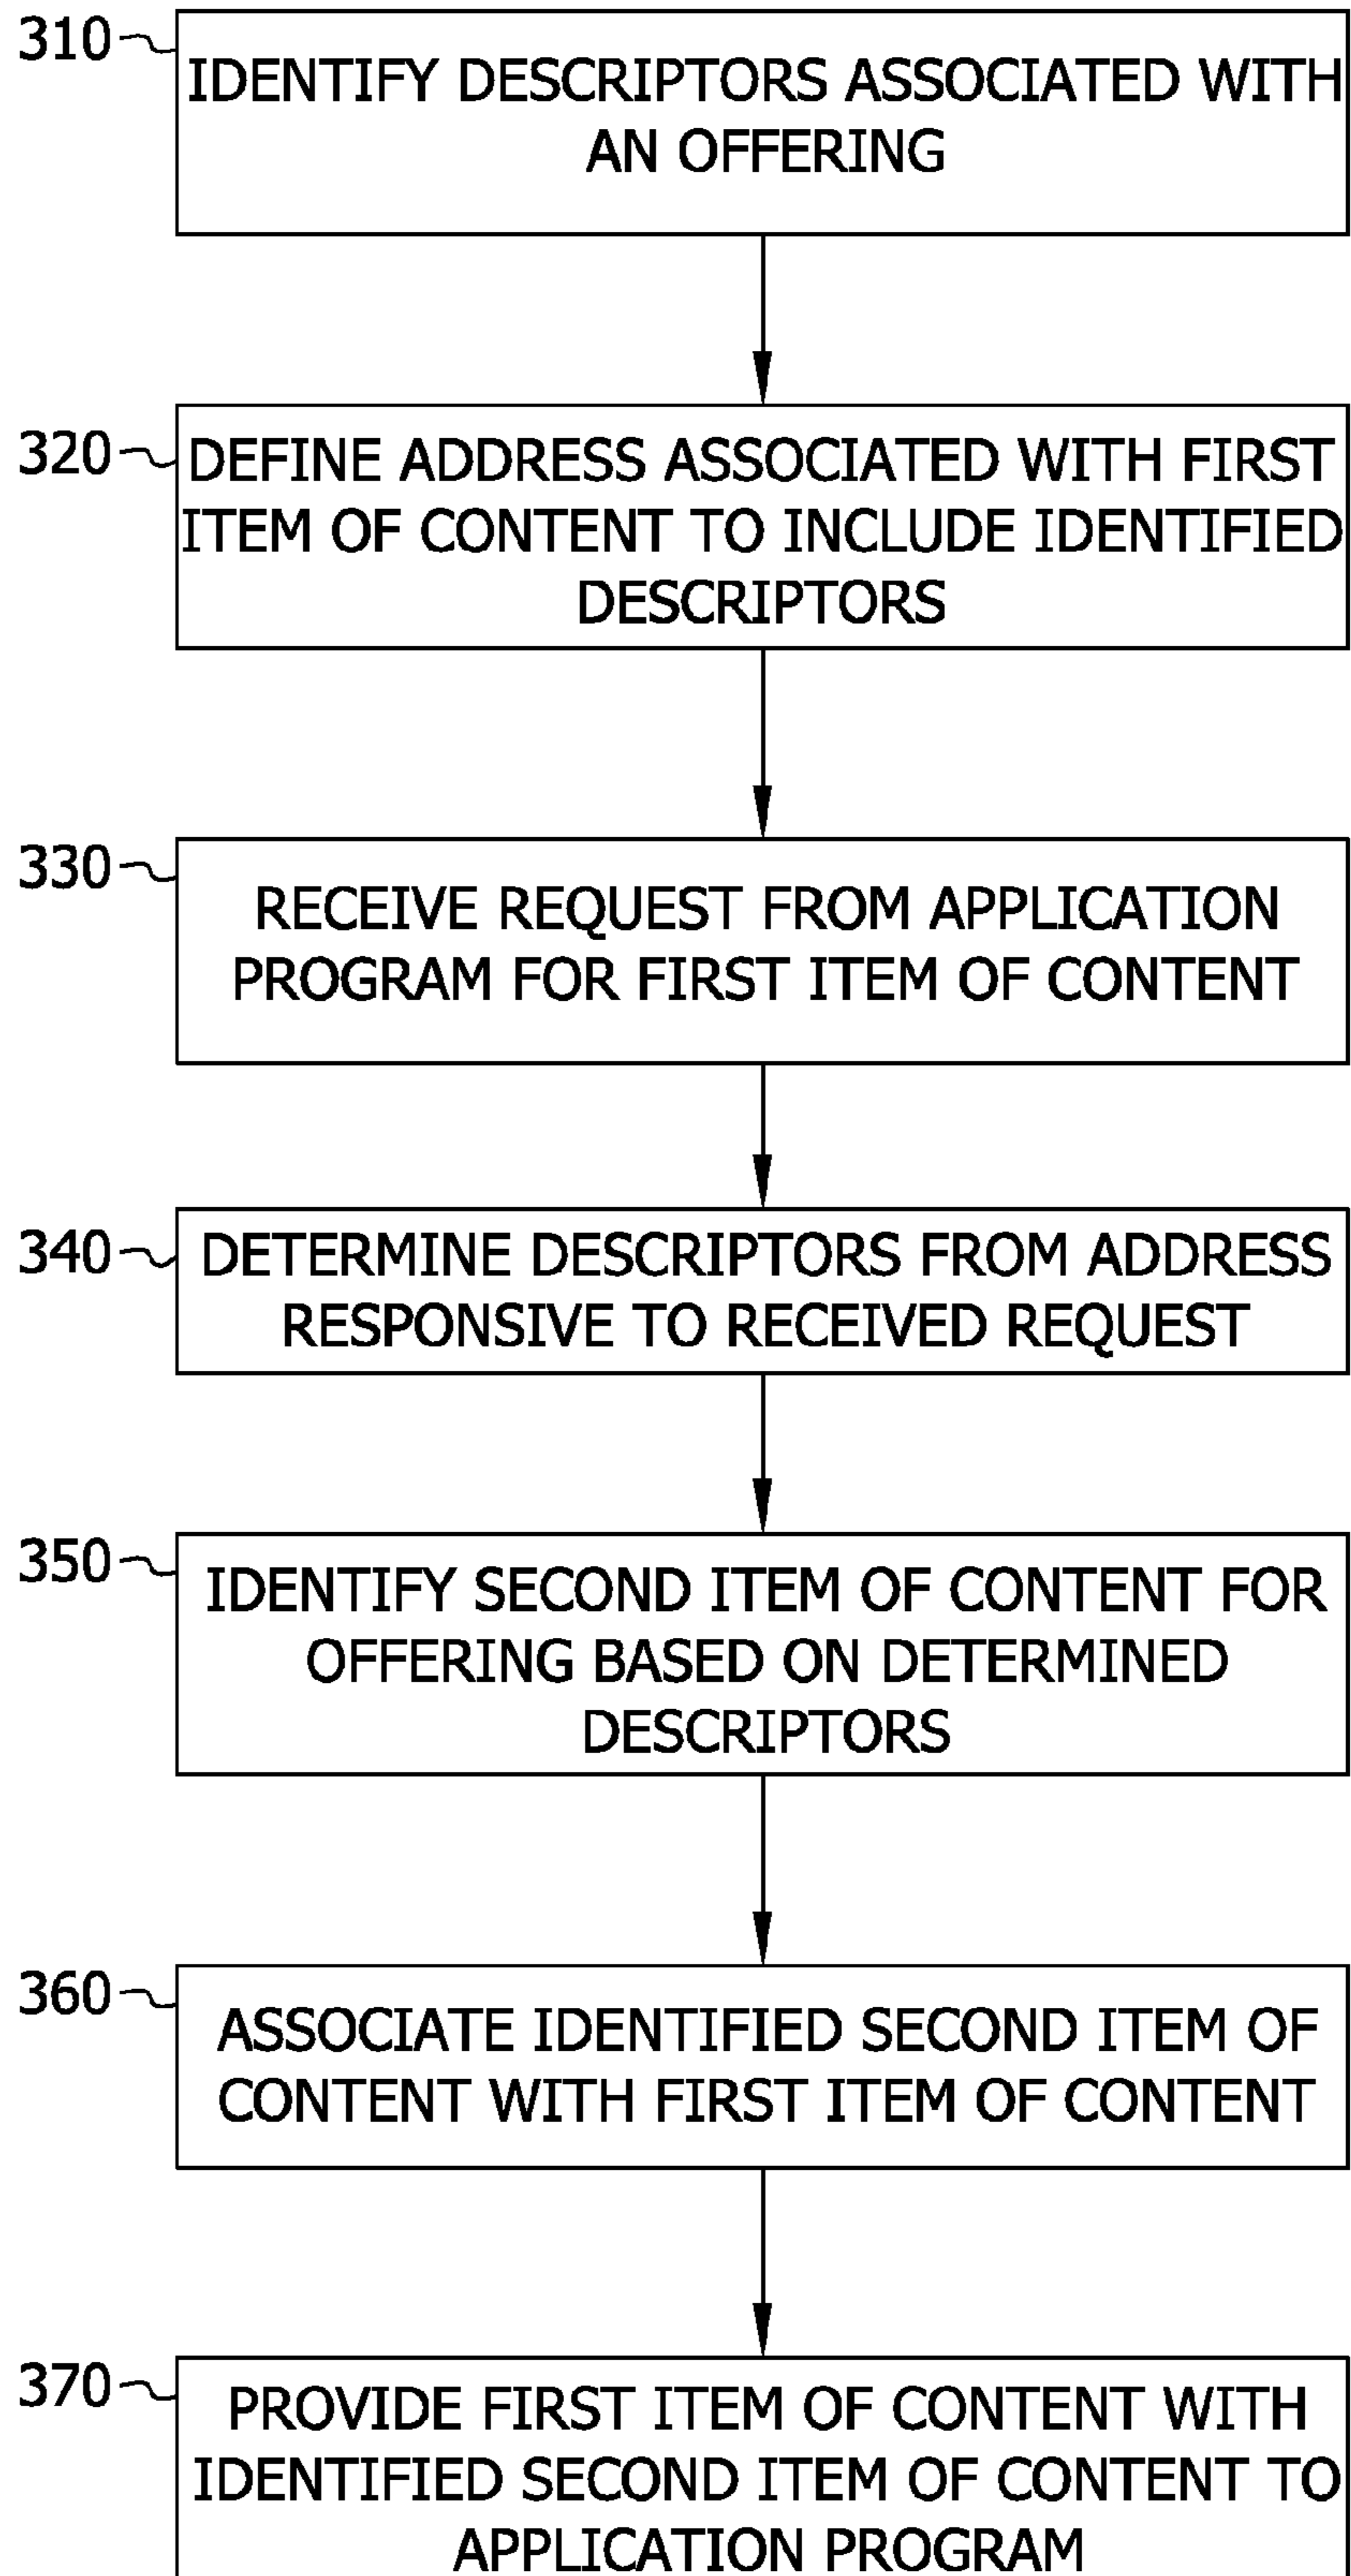 310
IDENTIFY DESCRIPTORS ASSOCIATED WITH
AN OFFERING
320
DEFINE ADDRESS ASSOCIATED WITH FIRST
ITEM OF CONTENT TO INCLUDE IDENTIFIED
DESCRIPTORS
330
RECEIVE REQUEST FROM APPLICATION
PROGRAM FOR FIRST ITEM OF CONTENT
340
DETERMINE DESCRIPTORS FROM ADDRESS
RESPONSIVE TO RECEIVED REQUEST
350
IDENTIFY SECOND ITEM OF CONTENT FOR
OFFERING BASED ON DETERMINED
DESCRIPTORS
360
ASSOCIATE IDENTIFIED SECOND ITEM OF
CONTENT WITH FIRST ITEM OF CONTENT
370
PROVIDE FIRST ITEM OF CONTENT WITH
IDENTIFIED SECOND ITEM OF CONTENT TO
APPLICATION PROGRAM